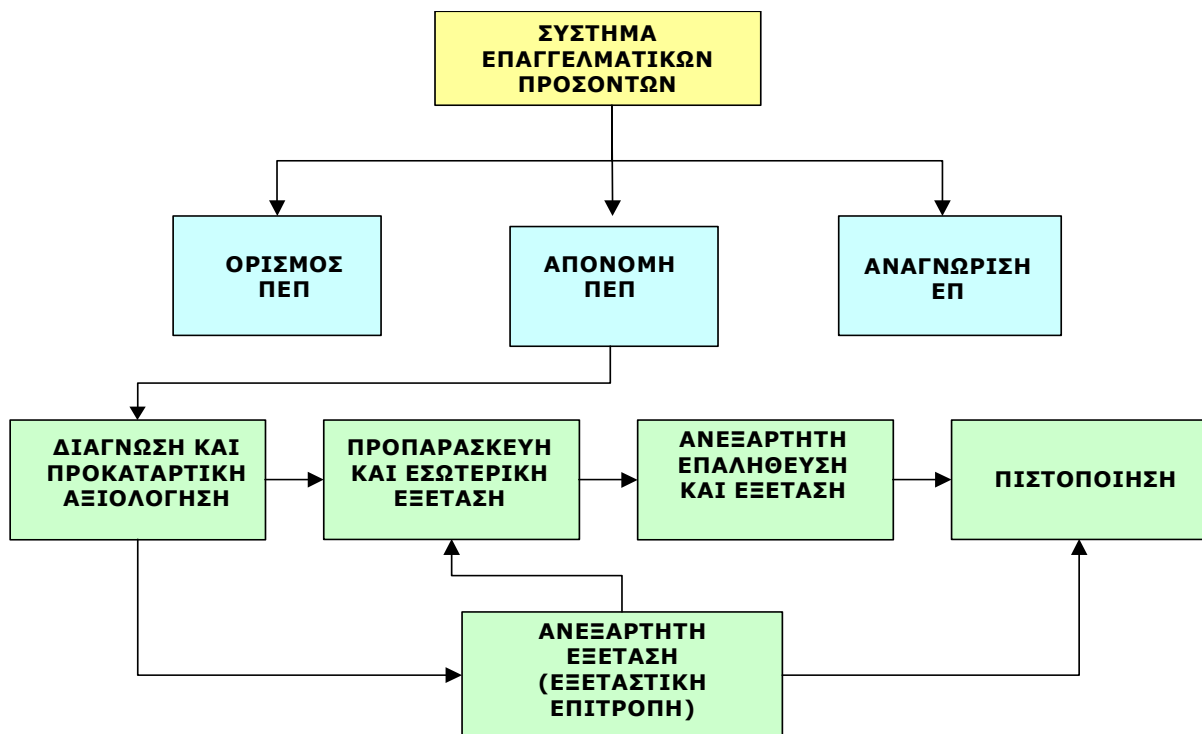 ΣΥΣΤΗΜΑ
ΕΠΑΓΓΕΛΜΑΤΙΚΩΝ
ΠΡΟΣΟΝΤΩΝ
ΟΡΙΣΜΟΣ
ΠΕΠ
ΑΠΟΝΟΜΗ
ΠΕΠ
ΑΝΑΓΝΩΡΙΣΗ
ΕΠ
ΔΙΑΓΝΩΣΗ ΚΑΙ
ΠΡΟΚΑΤΑΡΤΙΚΗ
ΑΞΙΟΛΟΓΗΣΗ
ΠΡΟΠΑΡΑΣΚΕΥΗ
ΚΑΙ ΕΣΩΤΕΡΙΚΗ
ΕΞΕΤΑΣΗ
ΑΝΕΞΑΡΤΗΤΗ
ΕΠΑΛΗΘΕΥΣΗ
ΚΑΙ ΕΞΕΤΑΣΗ
ΠΙΣΤΟΠΟΙΗΣΗ
ΑΝΕΞΑΡΤΗΤΗ
ΕΞΕΤΑΣΗ
(ΕΞΕΤΑΣΤΙΚΗ
ΕΠΙΤΡΟΠΗ)